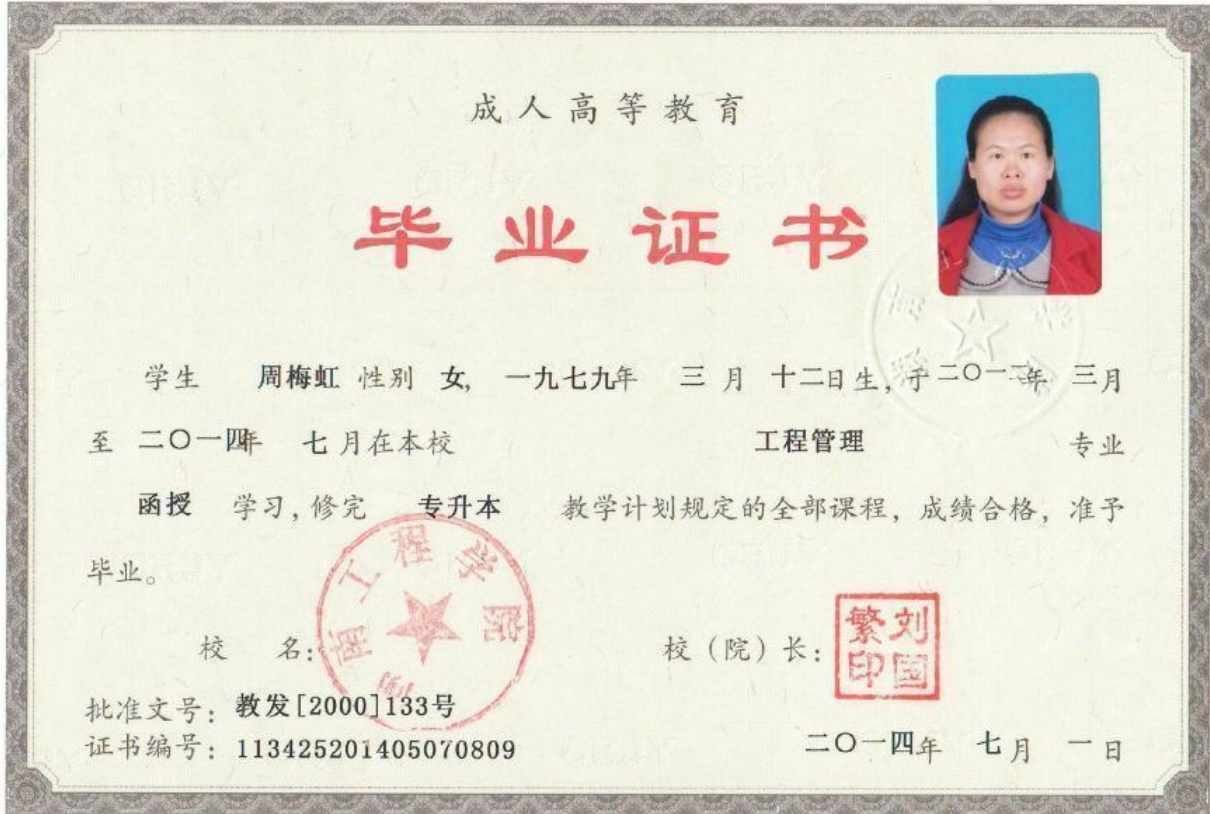 成人高等教育
毕业证书
学生 周梅虹 性别 女, 一九七九年 三月 十二日生, 于二〇一二年 三月
至 二〇一四年 七月在本校 工程管理 专业
函授 学习, 修完 专升本 教学计划规定的全部课程, 成绩合格, 准予
毕业。
工程学院
校 名: 校(院)长: 刘国繁印
批准文号: 教发[2000]133号
证书编号: 113425201405070809 二〇一四年 七月 一日